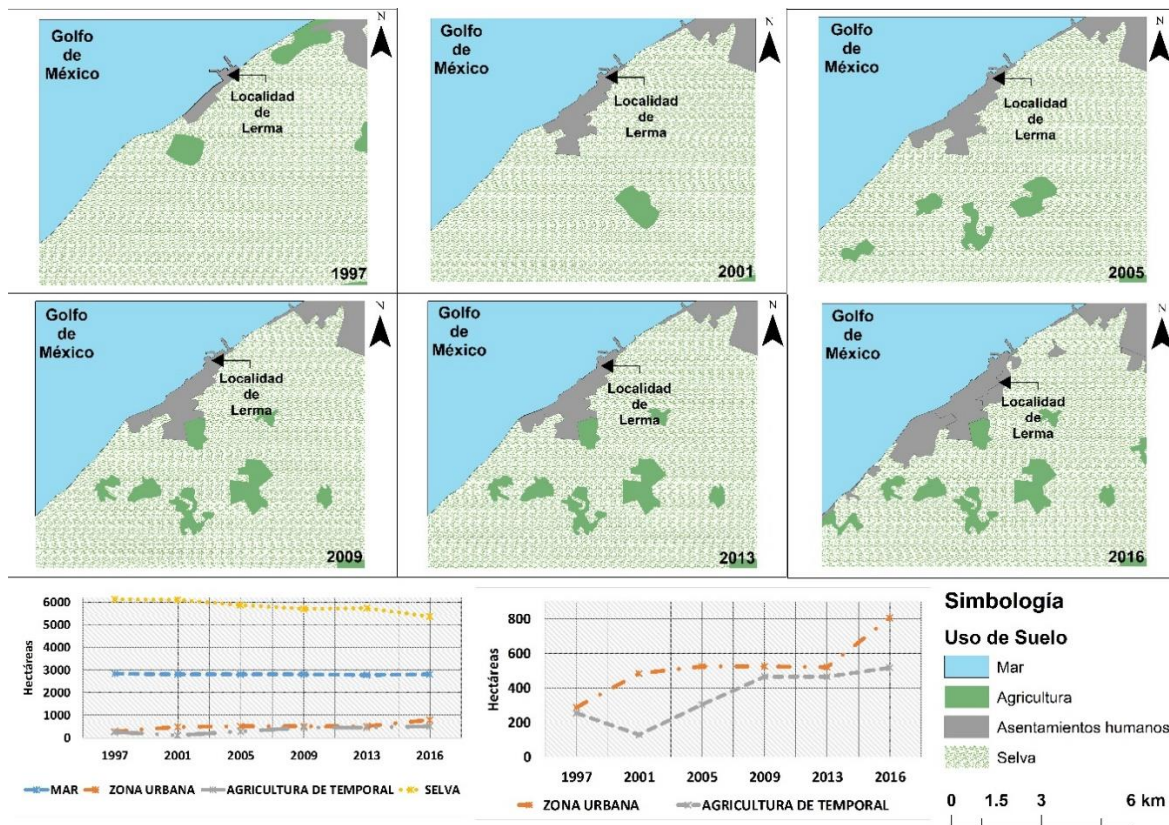 Golfo
de
México
N
Localidad
de
Lerma
1997
Golfo
de
México
N
Localidad
de
Lerma
2001
Golfo
de
México
N
Localidad
de
Lerma
2005
Golfo
de
México
N
Localidad
de
Lerma
2009
Golfo
de
México
N
Localidad
de
Lerma
2013
Golfo
de
México
N
Localidad
de
Lerma
2016
Hectáreas
6000
5000
4000
3000
2000
1000
0
1997 2001 2005 2009 2013 2016
MAR ZONA URBANA AGRICULTURA DE TEMPORAL SELVA
Hectáreas
800
600
400
200
0
1997 2001 2005 2009 2013 2016
ZONA URBANA AGRICULTURA DE TEMPORAL
Simbología
Uso de Suelo
Mar
Agricultura
Asentamientos humanos
Selva
0 1.5 3 6 km